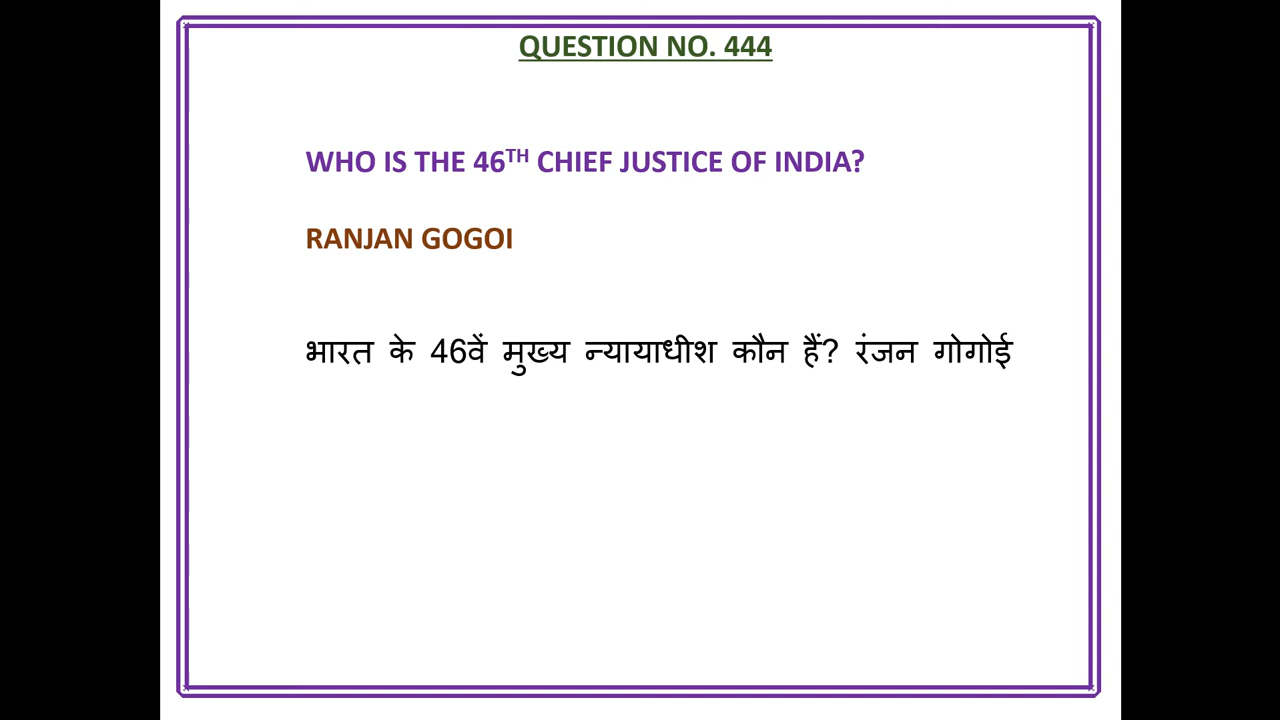 QUESTION NO. 444
WHO IS THE 46TH CHIEF JUSTICE OF INDIA?
RANJAN GOGOI
भारत के 46वें मुख्य न्यायाधीश कौन हैं? रंजन गोगोई